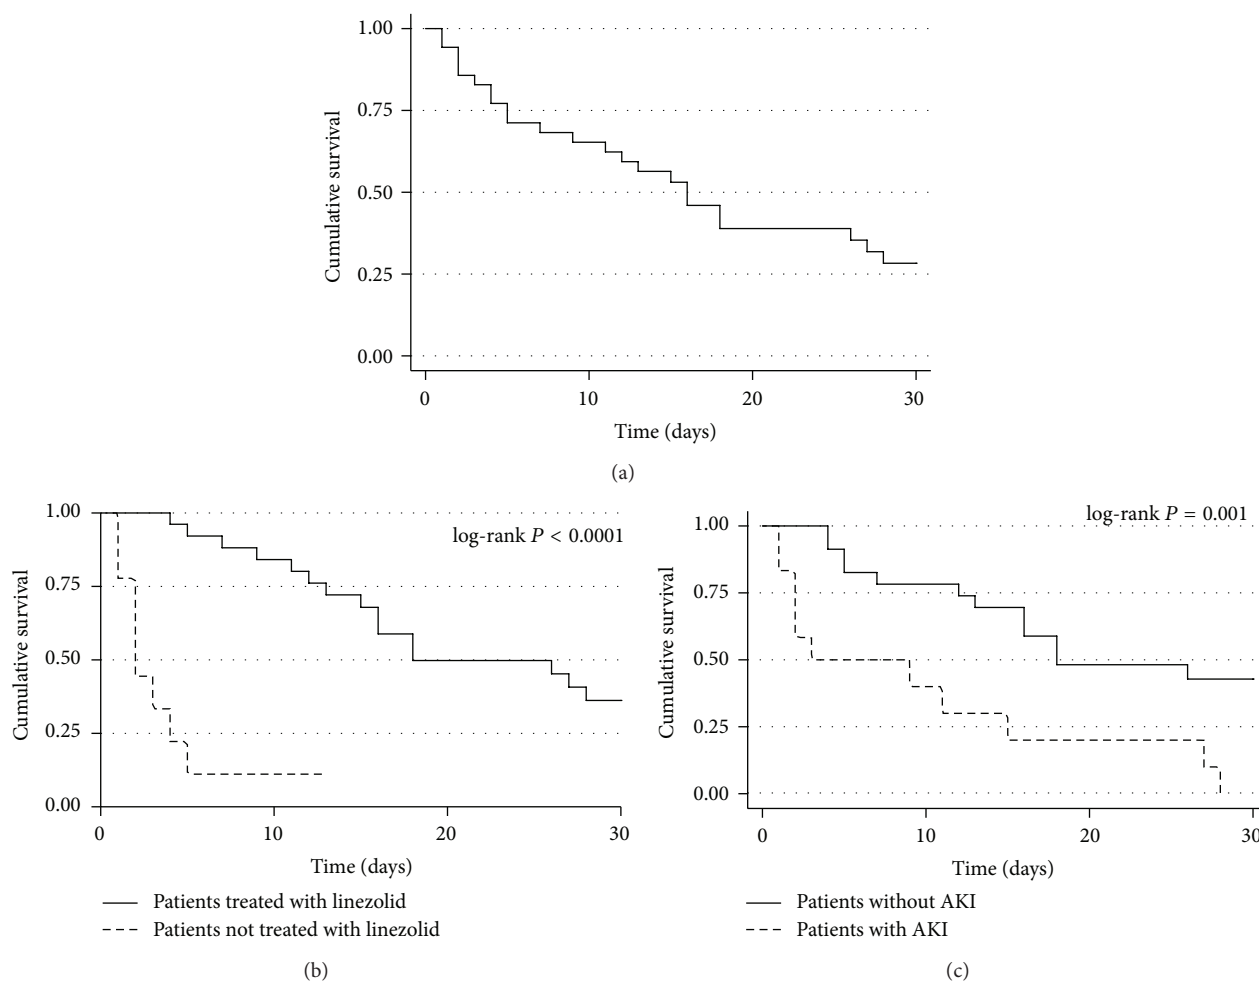 1.00
0.75
0.50
0.25
0.00
Cumulative survival
0 10 20 30
Time (days)
(a)
1.00
0.75
0.50
0.25
0.00
Cumulative survival
log-rank P < 0.0001
0 10 20 30
Time (days)
Patients treated with linezolid
Patients not treated with linezolid
(b)
1.00
0.75
0.50
0.25
0.00
Cumulative survival
log-rank P = 0.001
0 10 20 30
Time (days)
Patients without AKI
Patients with AKI
(c)